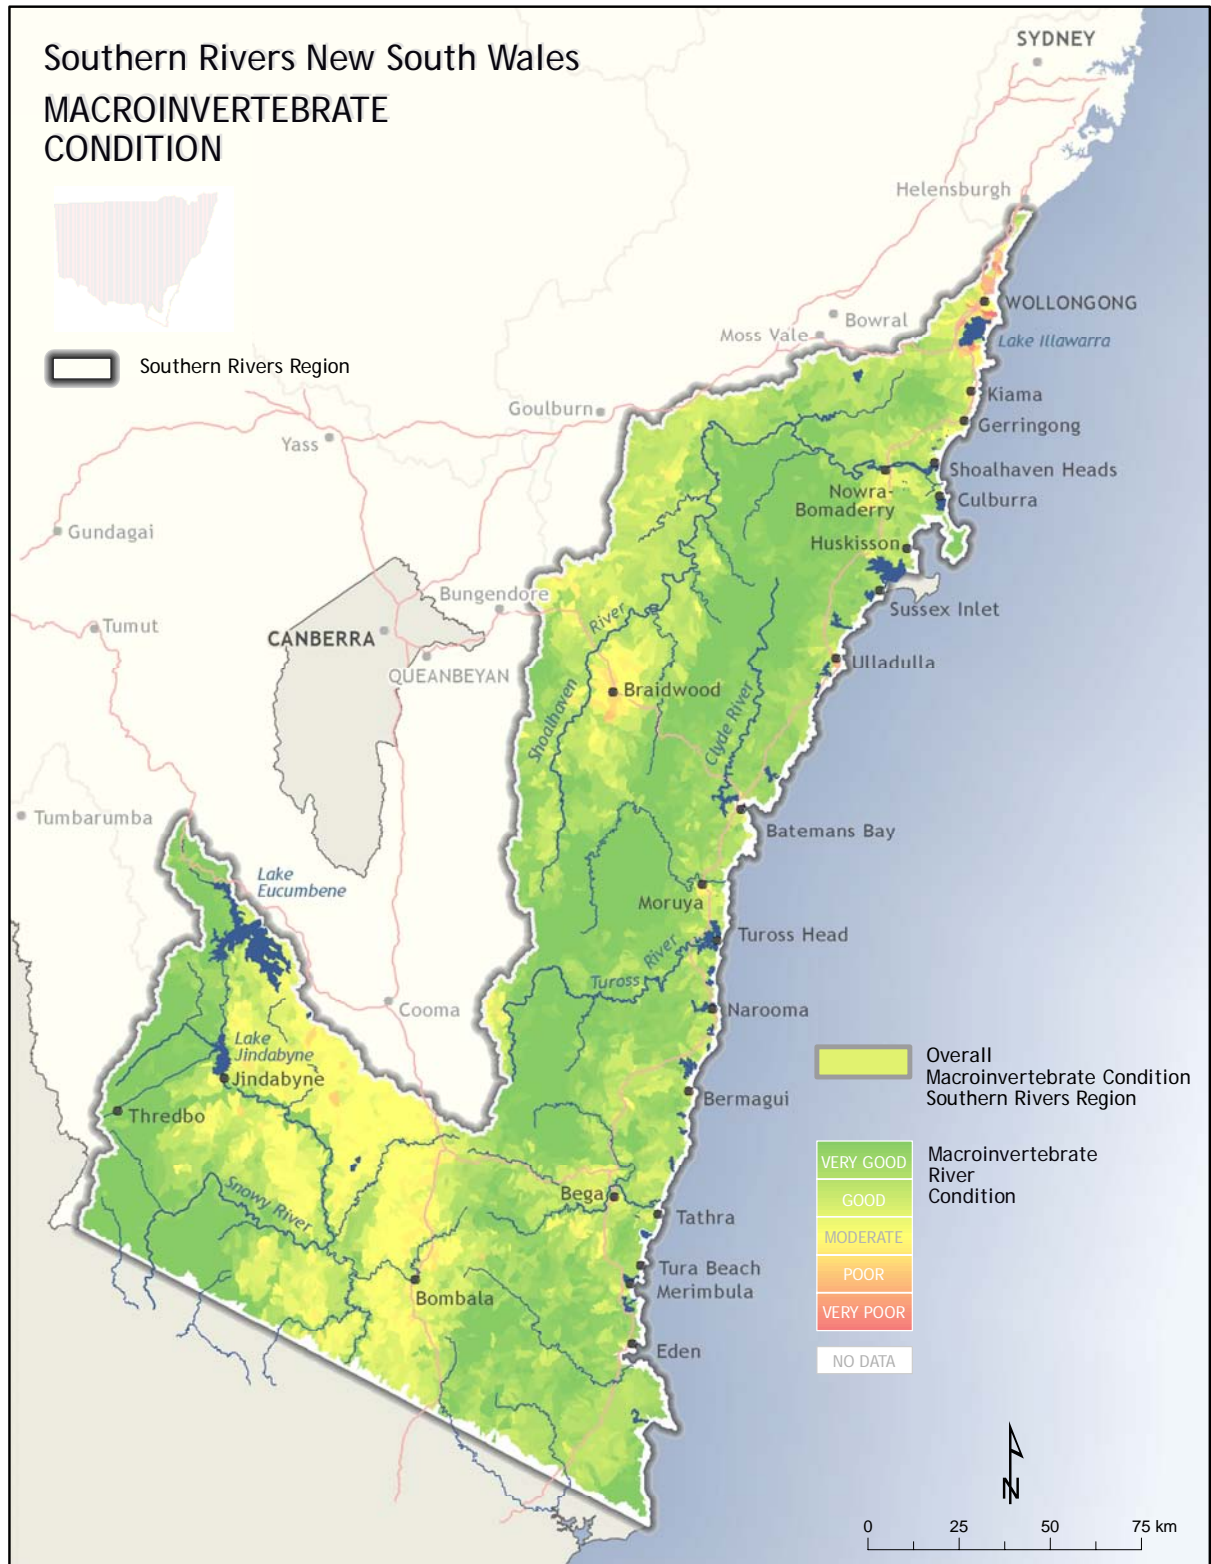 Southern Rivers New South Wales
MACROINVERTEBRATE
CONDITION
Southern Rivers Region
SYDNEY
Helensburgh
WOLLONGONG
Bowral
Moss Vale
Lake Illawarra
Kiama
Goulburn
Gerringong
Yass
Shoalhaven Heads
Nowra-
Bomaderry
Culburra
Gundagai
Huskisson
Bungendore
Sussex Inlet
River
Tumut
CANBERRA
Ulladulla
QUEANBEYAN
Braidwood
Shoalhaven
Clyde River
Tumbarumba
Batemans Bay
Lake
Eucumbene
Moruya
Tuross Head
River
Tuross
Cooma
Narooma
Lake
Jindabyne
Jindabyne
Bermagui
Thredbo
Bega
Snowy River
Tathra
Tura Beach
Merimbula
Bombala
Eden
Overall
Macroinvertebrate Condition
Southern Rivers Region
Macroinvertebrate
River
Condition
VERY GOOD
GOOD
MODERATE
POOR
VERY POOR
NO DATA
N
0 25 50 75 km